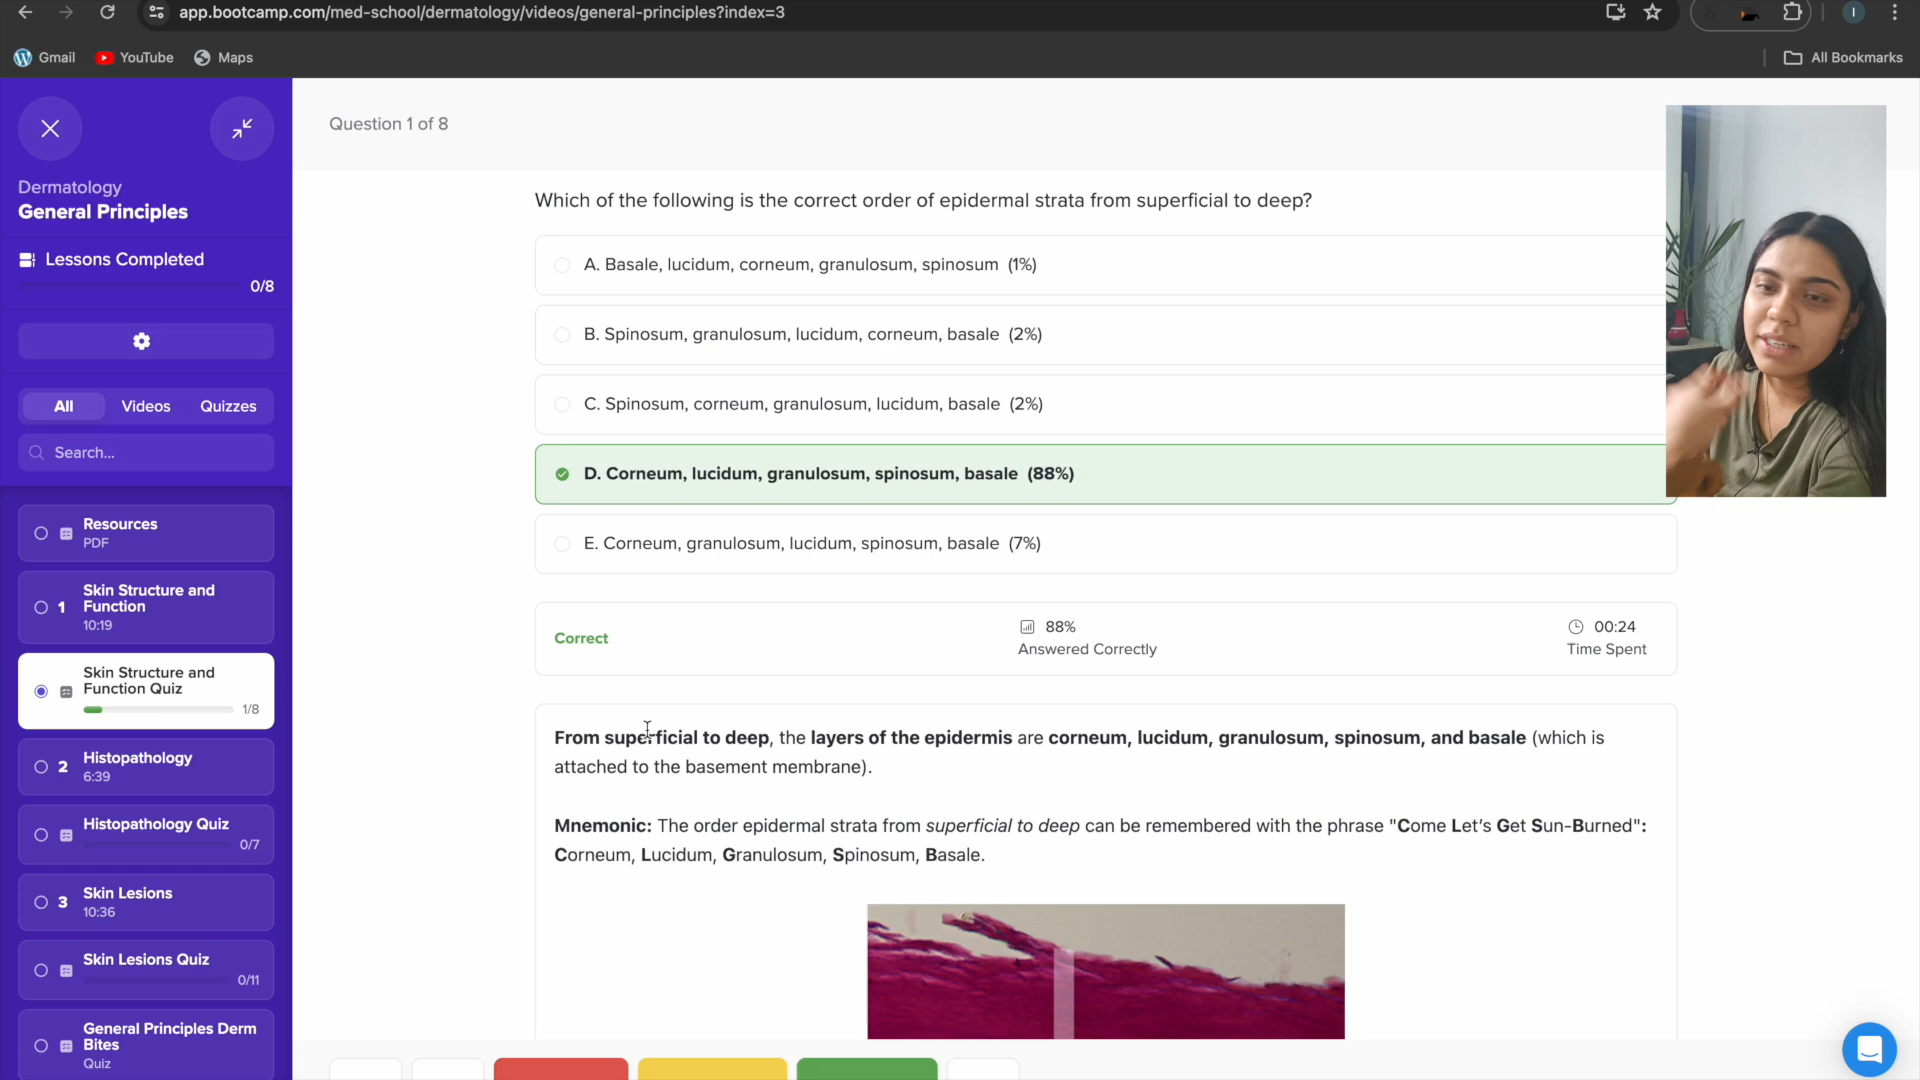 app.bootcamp.com/med-school/dermatology/videos/general-principles?index=3
I
Gmail
YouTube
Maps
All Bookmarks
Dermatology
General Principles
Lessons Completed
0/8
All
Videos
Quizzes
Search...
Resources
PDF
1
Skin Structure and
Function
10:19
Skin Structure and
Function Quiz
1/8
2
Histopathology
6:39
Histopathology Quiz
0/7
3
Skin Lesions
10:36
Skin Lesions Quiz
0/11
General Principles Derm
Bites
Quiz
Question 1 of 8
Which of the following is the correct order of epidermal strata from superficial to deep?
A. Basale, lucidum, corneum, granulosum, spinosum (1%)
B. Spinosum, granulosum, lucidum, corneum, basale (2%)
C. Spinosum, corneum, granulosum, lucidum, basale (2%)
D. Corneum, lucidum, granulosum, spinosum, basale (88%)
E. Corneum, granulosum, lucidum, spinosum, basale (7%)
Correct
88%
Answered Correctly
00:24
Time Spent
From superficial to deep, the layers of the epidermis are corneum, lucidum, granulosum, spinosum, and basale (which is
attached to the basement membrane).
Mnemonic: The order epidermal strata from superficial to deep can be remembered with the phrase "Come Let's Get Sun-Burned":
Corneum, Lucidum, Granulosum, Spinosum, Basale.